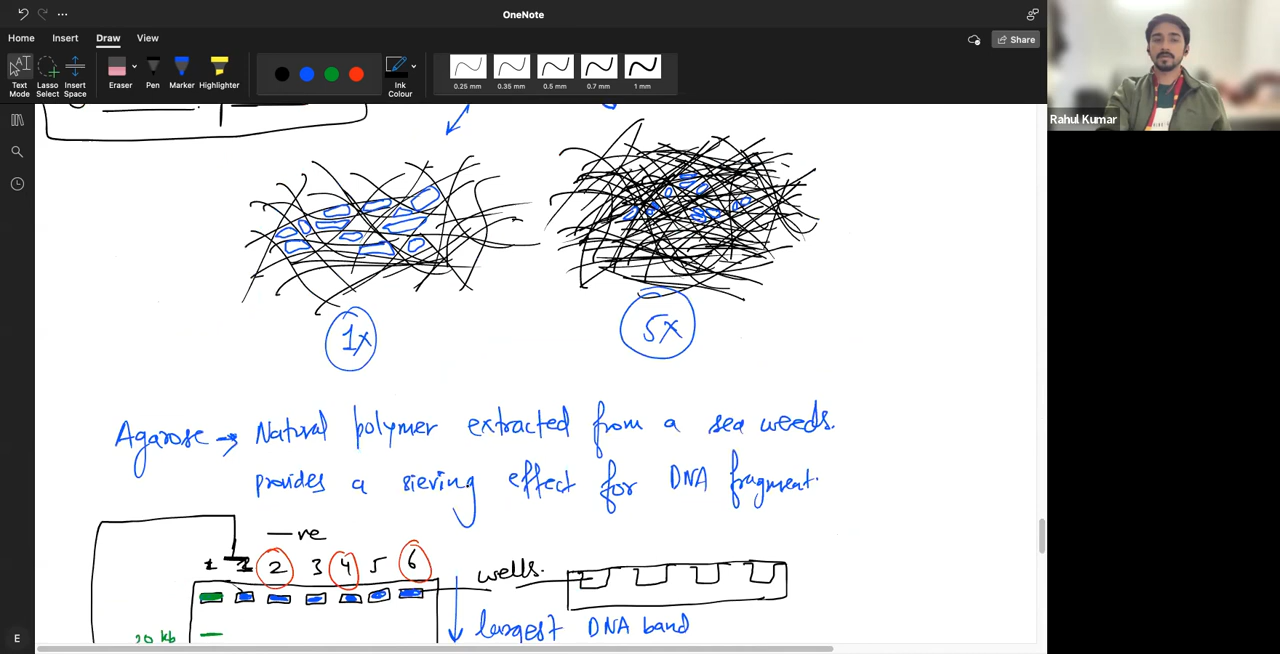 OneNote
Home Insert Draw View
Share
Text Mode
Lasso Select
Insert Space
Eraser
Pen
Marker
Highlighter
Ink Colour
0.25 mm
0.35 mm
0.5 mm
0.7 mm
1 mm
Rahul Kumar
1x
5x
Agarose → Natural polymer extracted from a sea weeds.
provides a sieving effect for DNA fragment.
—ve
1 2 3 4 5 6
wells.
20 kb
largest DNA band
E